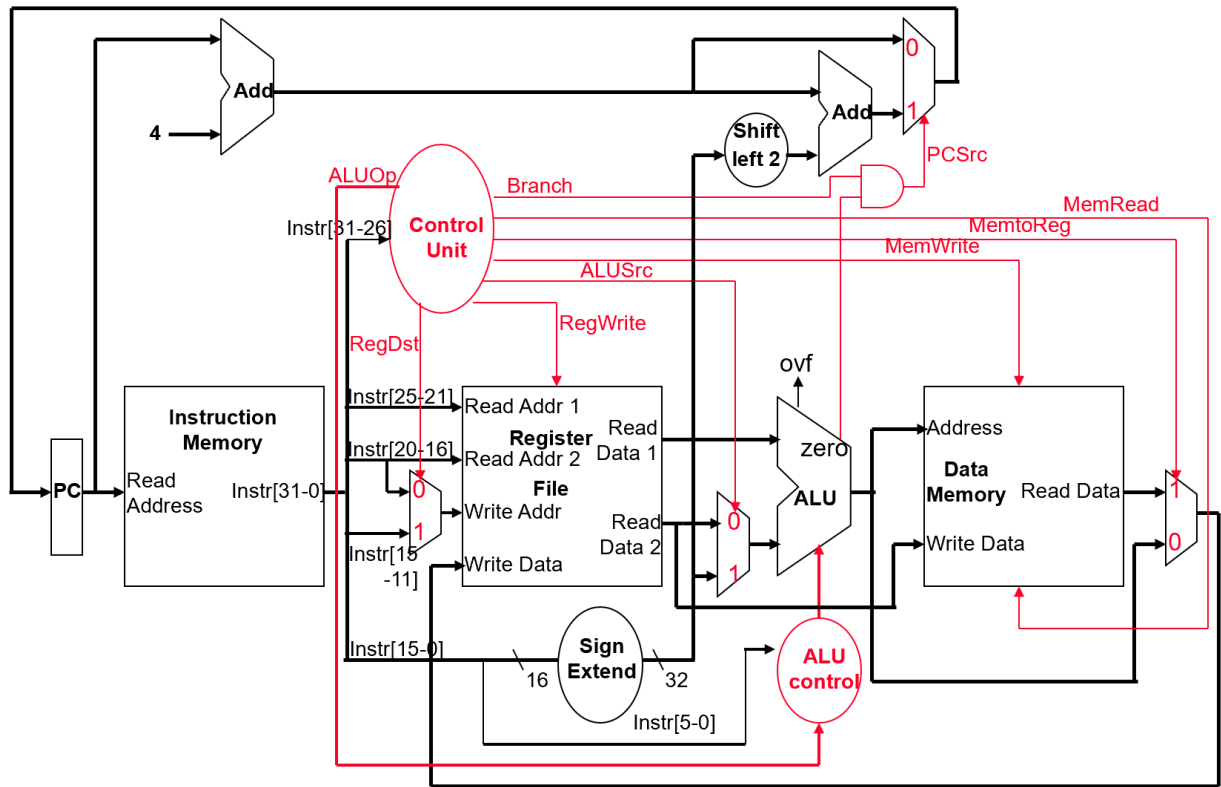 0
Add
Add
1
4
Shift
left 2
PCSrc
ALUOp
Branch
MemRead
Instr[31-26]
Control
Unit
MemtoReg
MemWrite
ALUSrc
RegWrite
RegDst
ovf
Instruction
Memory
Instr[25-21]
Read Addr 1
Register
Read
Data 1
Instr[20-16]
Read Addr 2
File
zero
Address
Data
Memory
PC
Read
Address
Instr[31-0]
0
Write Addr
1
Read
Data 2
0
ALU
Read Data
1
Instr[15
-11]
Write Data
1
Write Data
0
Instr[15-0]
16
Sign
Extend
32
ALU
control
Instr[5-0]